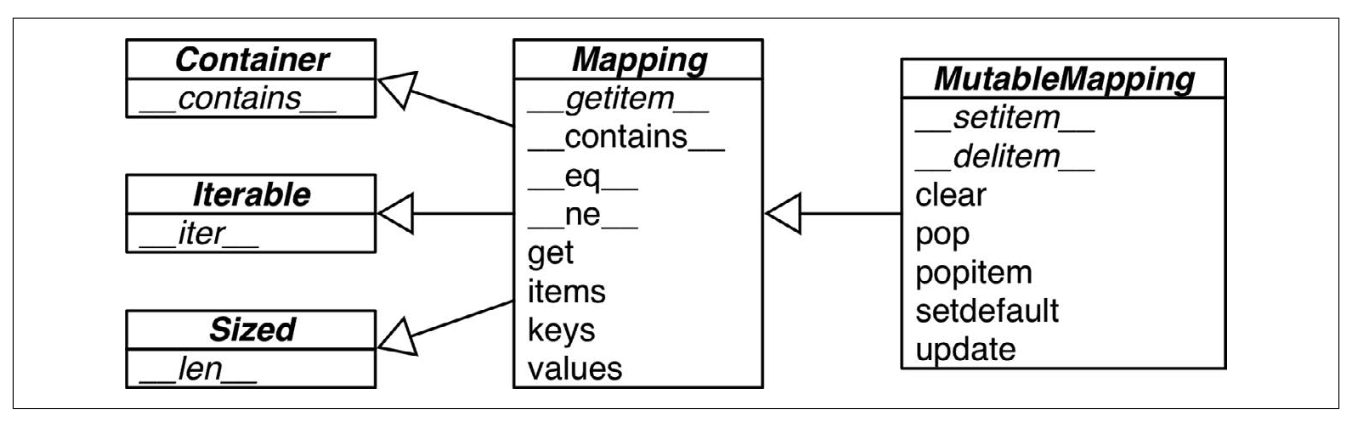 Container
__contains__
Iterable
__iter__
Sized
__len__
Mapping
__getitem__
__contains__
__eq__
__ne__
get
items
keys
values
MutableMapping
__setitem__
__delitem__
clear
pop
popitem
setdefault
update